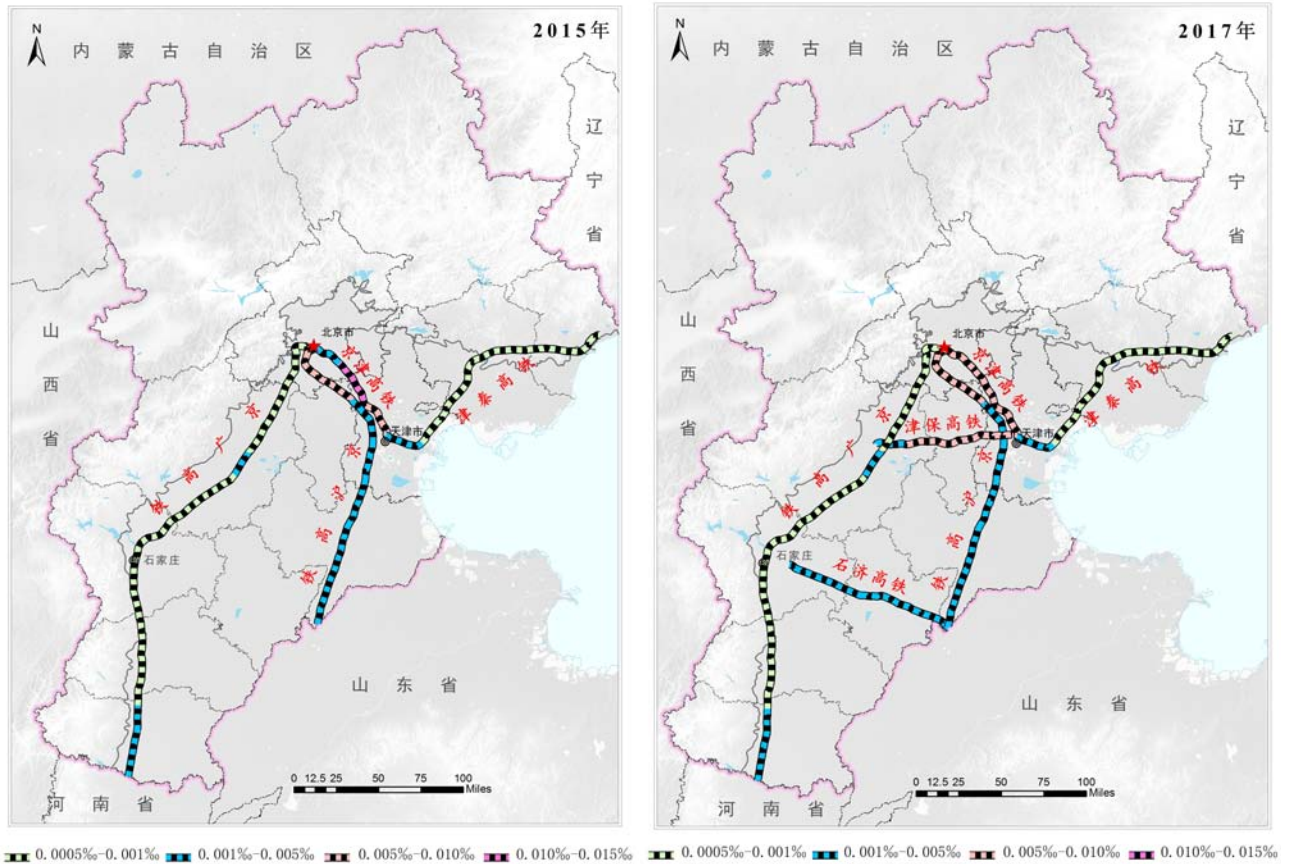 2015年
N
内蒙古自治区
辽宁省
山西省
北京市
京津高铁
天津市
津秦高铁
京广高铁
京沪高铁
石家庄
山东省
河南省
0 12.5 25 50 75 100
Miles
0.0005‰-0.001‰ 0.001‰-0.005‰ 0.005‰-0.010‰ 0.010‰-0.015‰
2017年
N
内蒙古自治区
辽宁省
山西省
北京市
京津高铁
津保高铁
天津市
津秦高铁
京广高铁
京沪高铁
石家庄
石济高铁
山东省
河南省
0 12.5 25 50 75 100
Miles
0.0005‰-0.001‰ 0.001‰-0.005‰ 0.005‰-0.010‰ 0.010‰-0.015‰